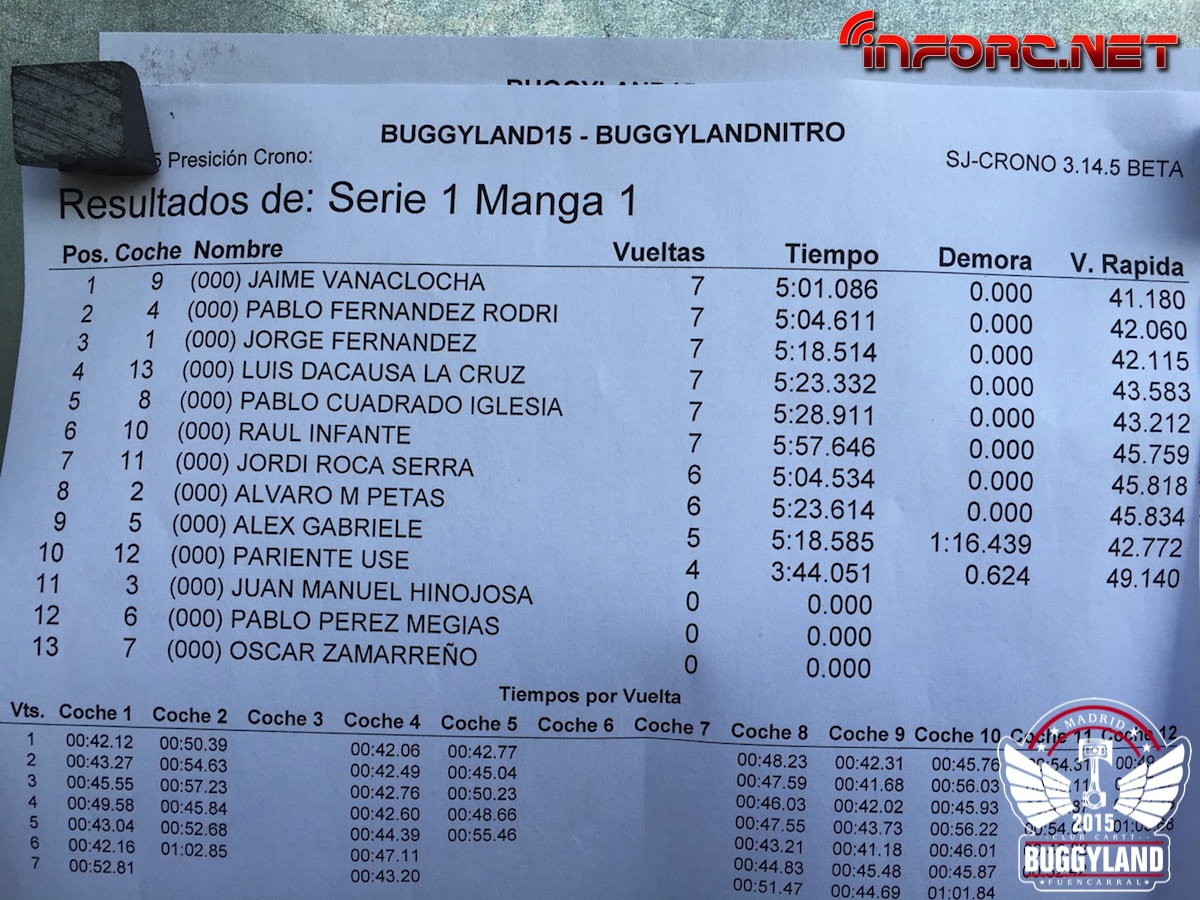 inforc.net
BUGGYLAND15 - BUGGYLANDNITRO
5 Presición Crono:
SJ-CRONO 3.14.5 BETA
Resultados de: Serie 1 Manga 1
Pos. Coche Nombre Vueltas Tiempo Demora V. Rapida
1 9 (000) JAIME VANACLOCHA 7 5:01.086 0.000 41.180
2 4 (000) PABLO FERNANDEZ RODRI 7 5:04.611 0.000 42.060
3 1 (000) JORGE FERNANDEZ 7 5:18.514 0.000 42.115
4 13 (000) LUIS DACAUSA LA CRUZ 7 5:23.332 0.000 43.583
5 8 (000) PABLO CUADRADO IGLESIA 7 5:28.911 0.000 43.212
6 10 (000) RAUL INFANTE 7 5:57.646 0.000 45.759
7 11 (000) JORDI ROCA SERRA 6 5:04.534 0.000 45.818
8 2 (000) ALVARO M PETAS 6 5:23.614 0.000 45.834
9 5 (000) ALEX GABRIELE 5 5:18.585 1:16.439 42.772
10 12 (000) PARIENTE USE 4 3:44.051 0.624 49.140
11 3 (000) JUAN MANUEL HINOJOSA 0 0.000
12 6 (000) PABLO PEREZ MEGIAS 0 0.000
13 7 (000) OSCAR ZAMARREÑO 0 0.000
Tiempos por Vuelta
Vts. Coche 1 Coche 2 Coche 3 Coche 4 Coche 5 Coche 6 Coche 7 Coche 8 Coche 9 Coche 10 Coche 11 Coche 12
1 00:42.12 00:50.39 00:42.06 00:42.77 00:48.23 00:42.31 00:45.76 00:54.31
2 00:43.27 00:54.63 00:42.49 00:45.04 00:47.59 00:41.68 00:56.03
3 00:45.55 00:57.23 00:42.76 00:50.23 00:46.03 00:42.02 00:45.93
4 00:49.58 00:45.84 00:42.60 00:48.66 00:47.55 00:43.73 00:56.22
5 00:43.04 00:52.68 00:44.39 00:55.46 00:43.21 00:41.18 00:46.01
6 00:42.16 01:02.85 00:47.11 00:44.83 00:45.48 00:45.87
7 00:52.81 00:43.20 00:51.47 00:44.69 01:01.84
MADRID
2015
CLUB CARTT
BUGGYLAND
FUENCARRAL